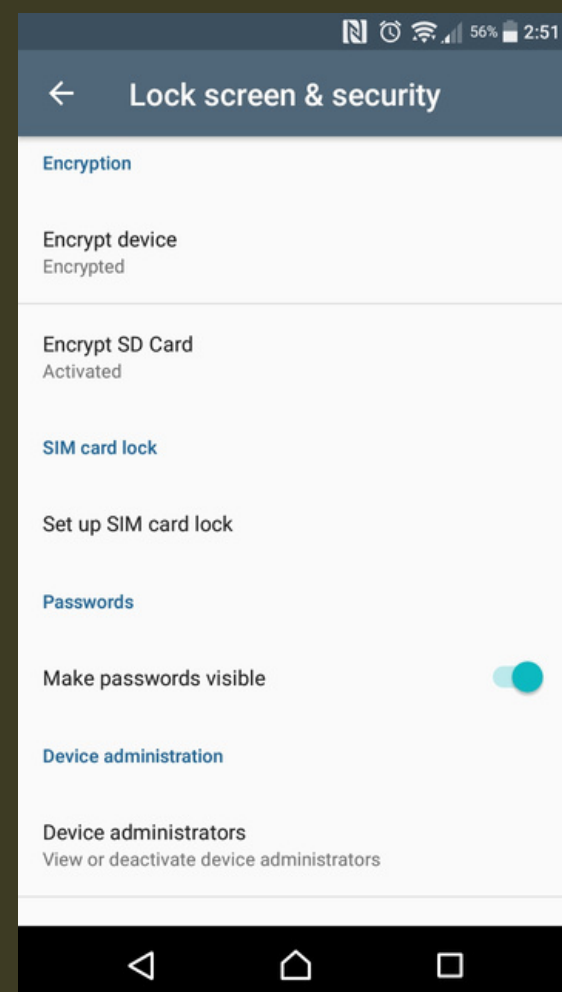 56% 2:51
Lock screen & security
Encryption
Encrypt device
Encrypted
Encrypt SD Card
Activated
SIM card lock
Set up SIM card lock
Passwords
Make passwords visible
Device administration
Device administrators
View or deactivate device administrators